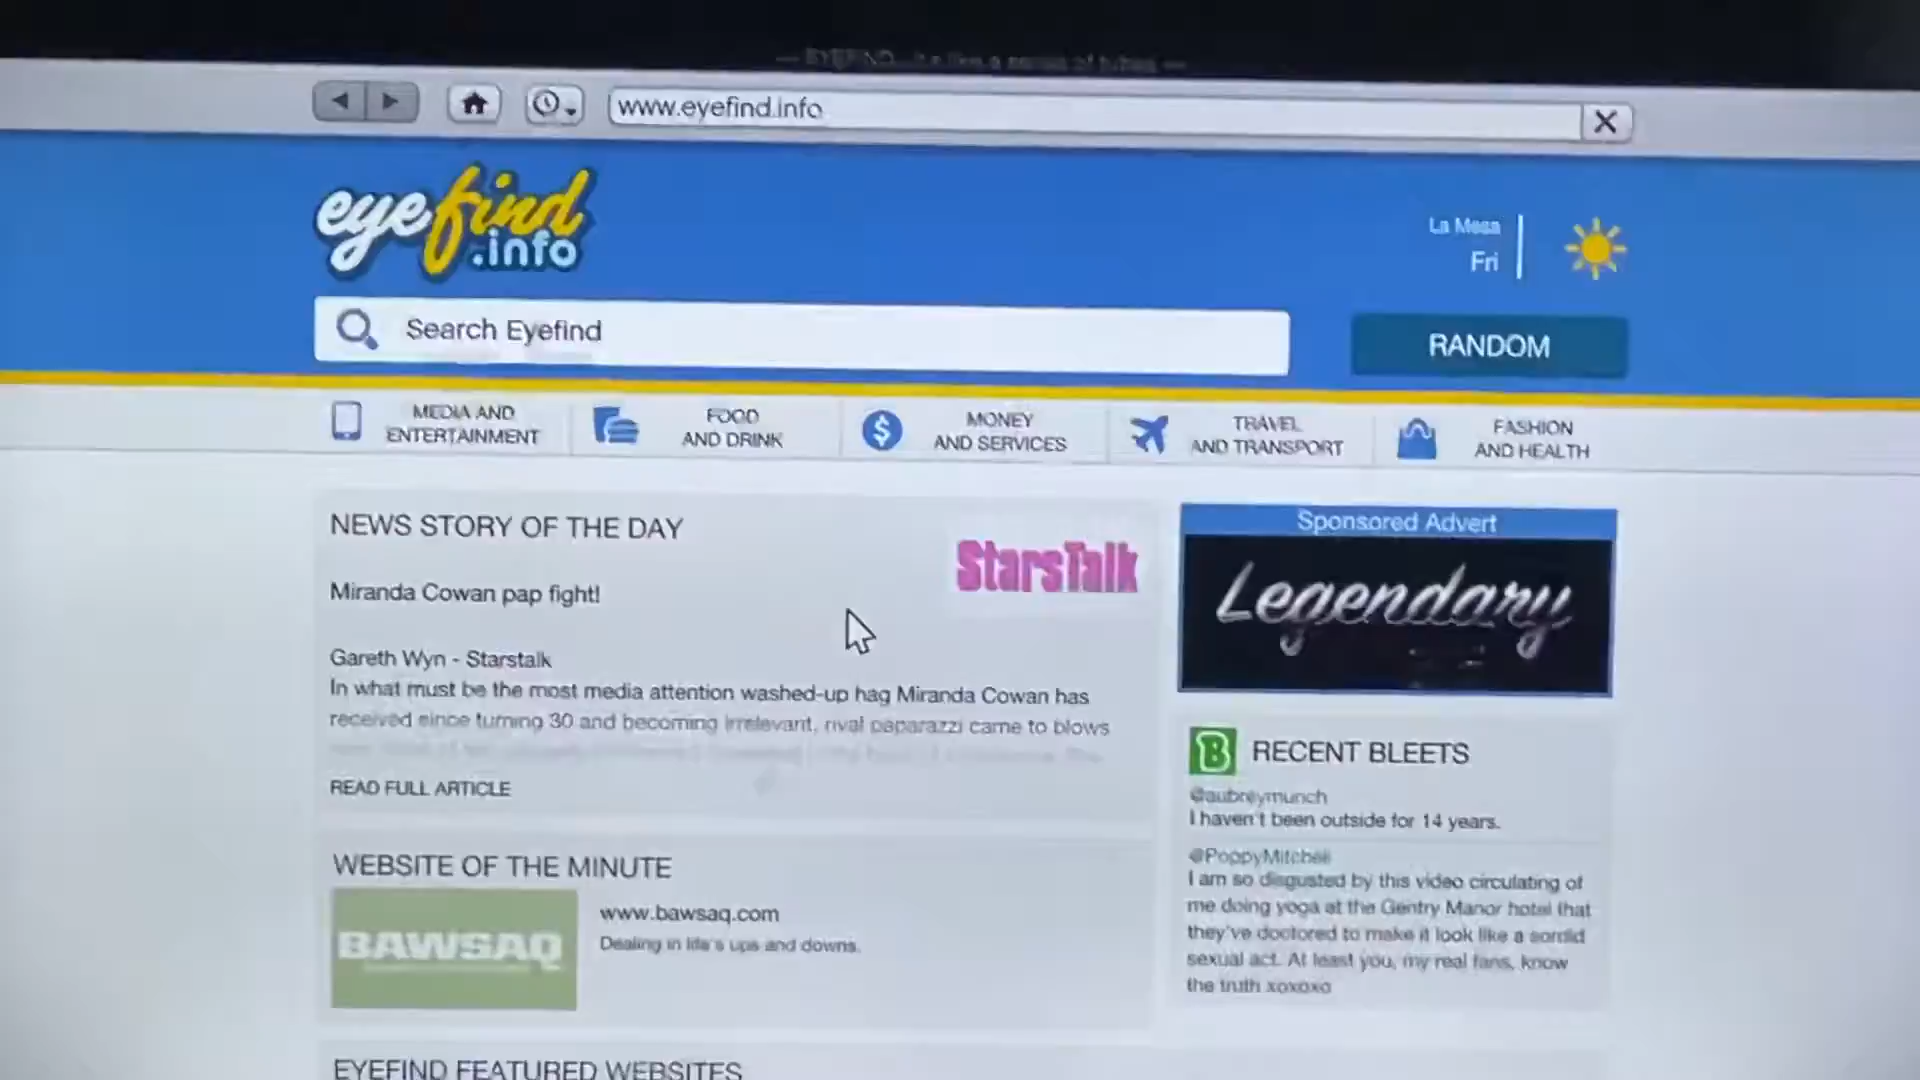 www.eyefind.info
eyefind
.info
La Mesa
Fri
Search Eyefind
RANDOM
MEDIA AND
ENTERTAINMENT
FOOD
AND DRINK
MONEY
AND SERVICES
TRAVEL
AND TRANSPORT
FASHION
AND HEALTH
NEWS STORY OF THE DAY
StarsTalk
Miranda Cowan pap fight!
Gareth Wyn - Starstalk
In what must be the most media attention washed-up hag Miranda Cowan has
received since turning 30 and becoming irrelevant, rival paparazzi came to blows
READ FULL ARTICLE
WEBSITE OF THE MINUTE
BAWSAQ
www.bawsaq.com
Dealing in life's ups and downs.
EYEFIND FEATURED WEBSITES
Sponsored Advert
Legendary
B RECENT BLEETS
@aubreymunch
I haven't been outside for 14 years.
@PoppyMitchell
I am so disgusted by this video circulating of
me doing yoga at the Gentry Manor hotel that
they've doctored to make it look like a sordid
sexual act. At least you, my real fans, know
the truth xoxoxo